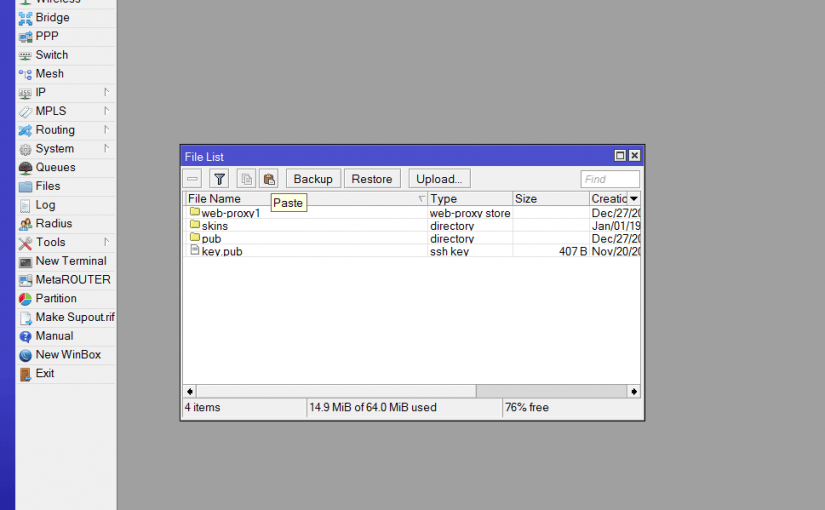 Wireless
Bridge
PPP
Switch
Mesh
IP
MPLS
Routing
System
Queues
Files
Log
Radius
Tools
New Terminal
MetaROUTER
Partition
Make Supout.rif
Manual
New WinBox
Exit
File List
Backup Restore Upload... Find
File Name Type Size Creatio
Paste
web-proxy1 web-proxy store Dec/27/20
skins directory Jan/01/19
pub directory Dec/27/20
key.pub ssh key 407 B Nov/20/20
4 items 14.9 MiB of 64.0 MiB used 76% free